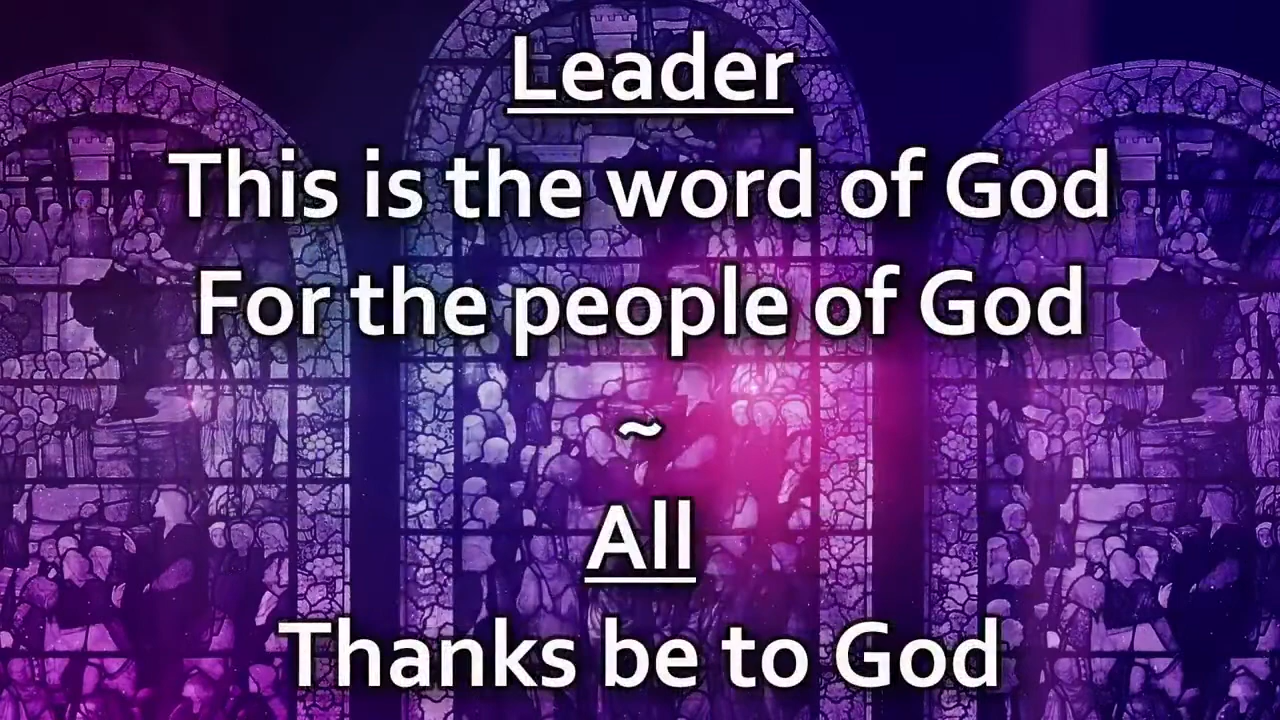 Leader
This is the word of God
For the people of God
~
All
Thanks be to God